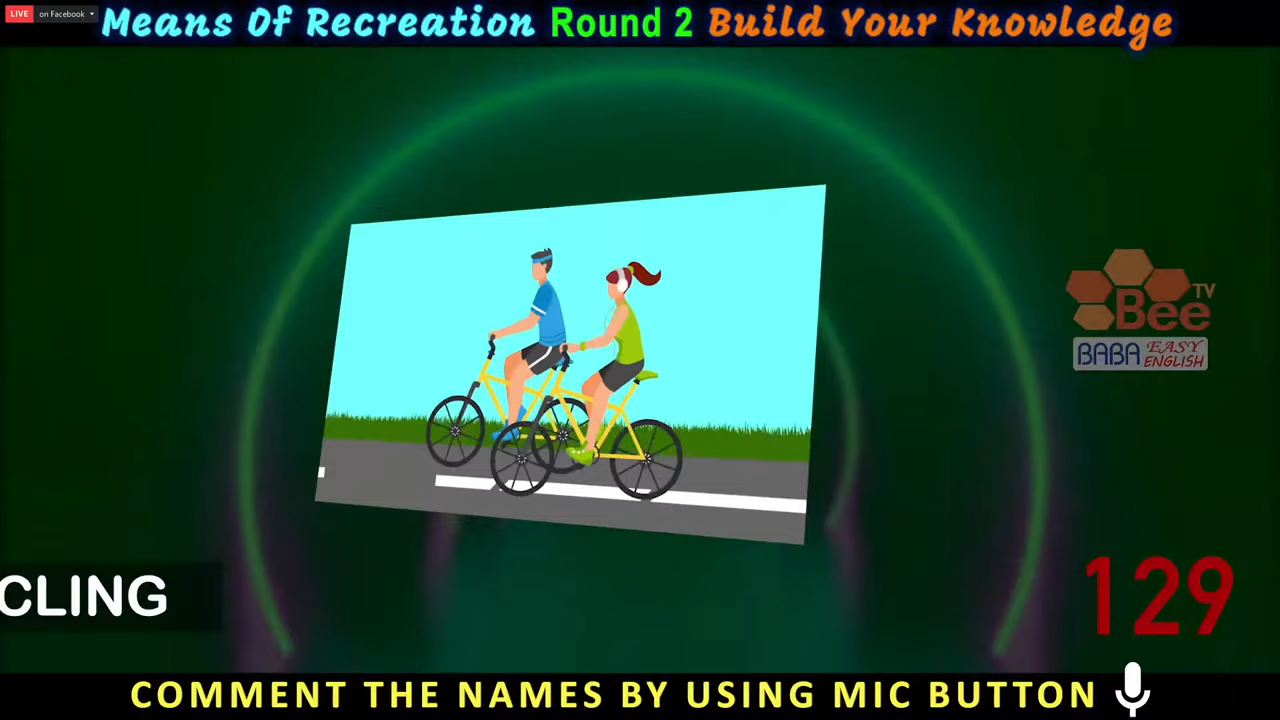 LIVE on Facebook
Means Of Recreation Round 2 Build Your Knowledge
Bee TV
BABA EASY ENGLISH
CLING
129
COMMENT THE NAMES BY USING MIC BUTTON